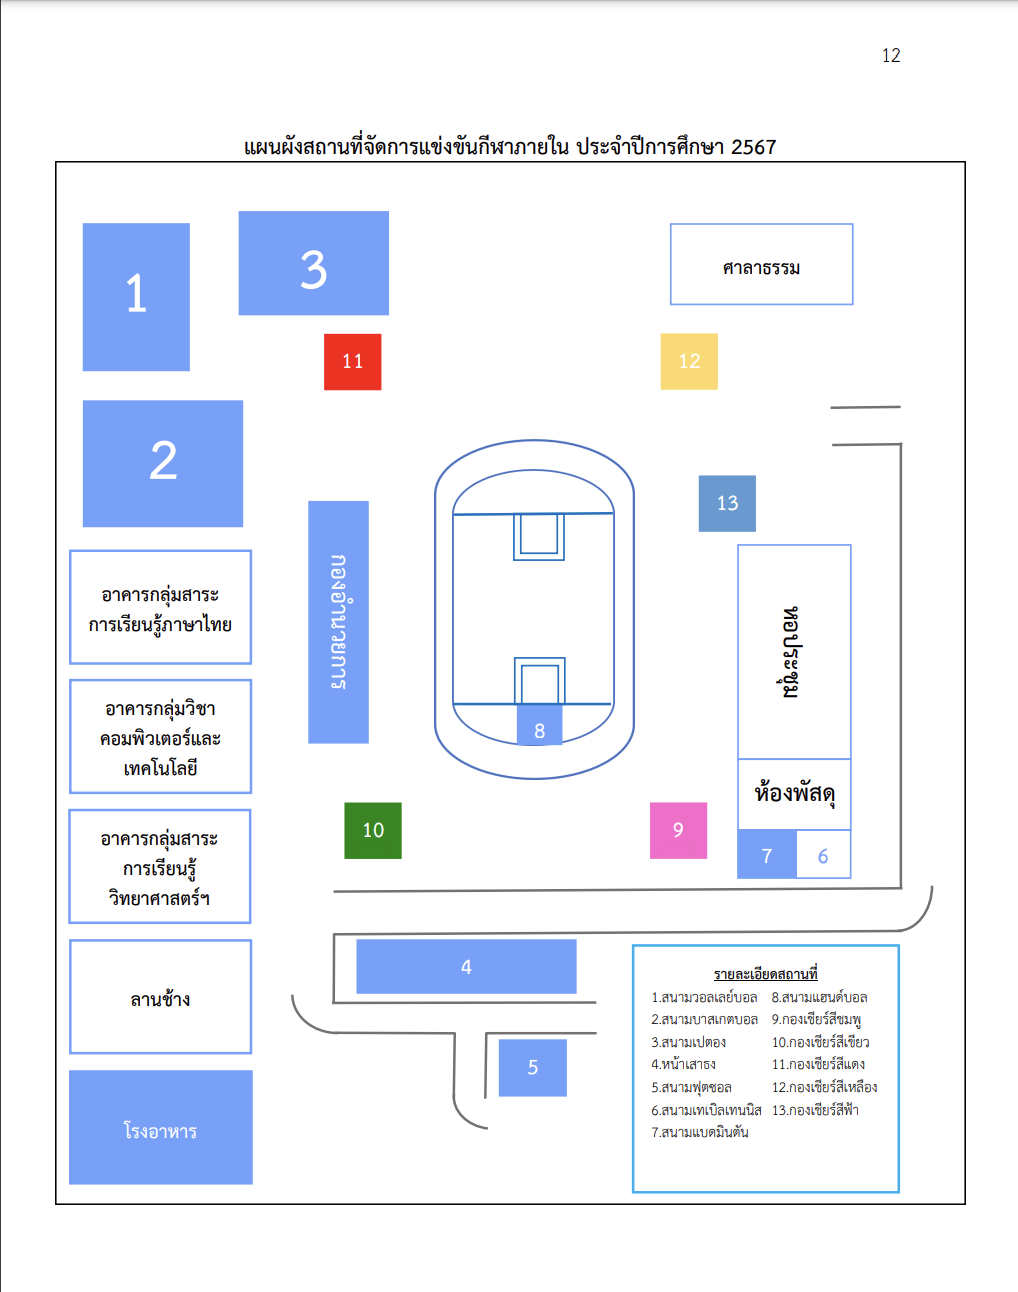 12
แผนผังสถานที่จัดการแข่งขันกีฬาภายใน ประจำปีการศึกษา 2567
1
3
ศาลาธรรม
11
12
2
13
กองอำนวยการ
อาคารกลุ่มสาระ
การเรียนรู้ภาษาไทย
หอประชุม
อาคารกลุ่มวิชา
คอมพิวเตอร์และ
เทคโนโลยี
8
ห้องพัสดุ
10
9
7
6
อาคารกลุ่มสาระ
การเรียนรู้
วิทยาศาสตร์ฯ
4
ลานช้าง
5
โรงอาหาร
รายละเอียดสถานที่
1.สนามวอลเลย์บอล
2.สนามบาสเกตบอล
3.สนามเปตอง
4.หน้าเสาธง
5.สนามฟุตซอล
6.สนามเทเบิลเทนนิส
7.สนามแบดมินตัน
8.สนามแฮนด์บอล
9.กองเชียร์สีชมพู
10.กองเชียร์สีเขียว
11.กองเชียร์สีแดง
12.กองเชียร์สีเหลือง
13.กองเชียร์สีฟ้า